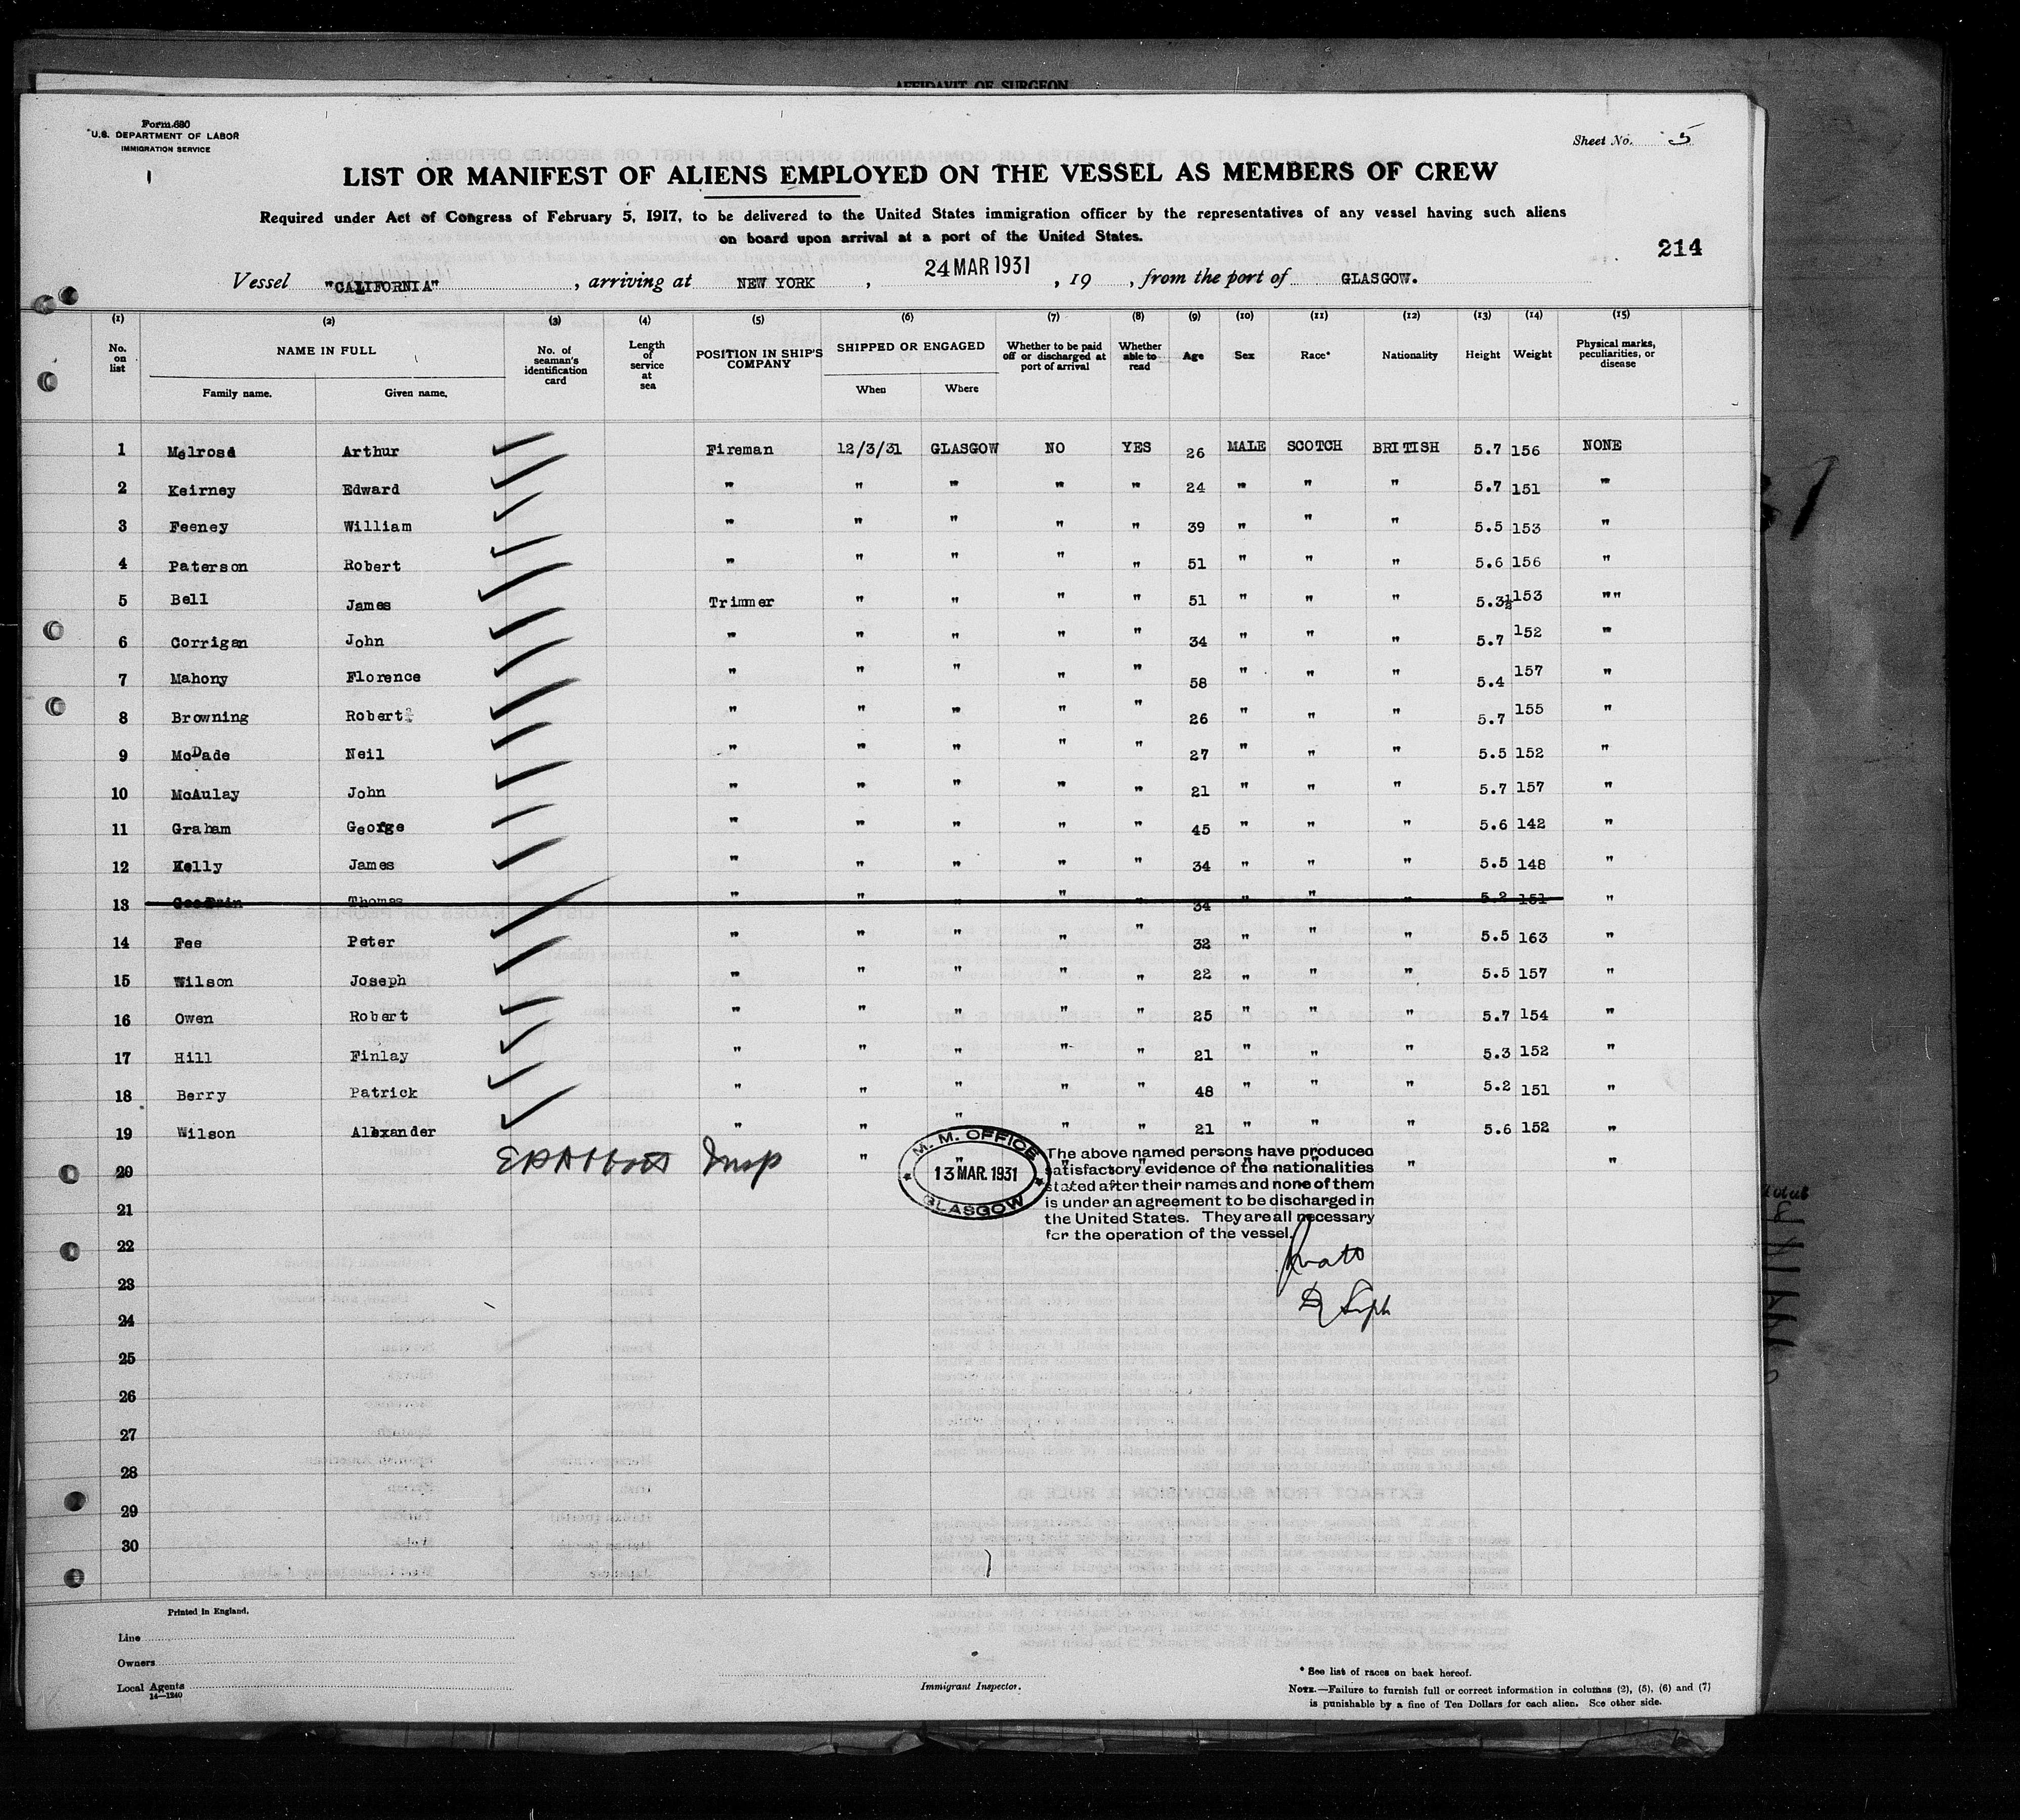 AFFIDAVIT OF SURGEON
Form 680
U.S. DEPARTMENT OF LABOR
IMMIGRATION SERVICE
Sheet No. 5
LIST OR MANIFEST OF ALIENS EMPLOYED ON THE VESSEL AS MEMBERS OF CREW
Required under Act of Congress of February 5, 1917, to be delivered to the United States immigration officer by the representatives of any vessel having such aliens
on board upon arrival at a port of the United States.
214
Vessel "CALIFORNIA" , arriving at NEW YORK , 24 MAR 1931 , 19 , from the port of GLASGOW.
(1) (2) (3) (4) (5) (6) (7) (8) (9) (10) (11) (12) (13) (14) (15)
No. on list NAME IN FULL Family name. Given name. No. of seaman's identification card Length of service at sea POSITION IN SHIP'S COMPANY SHIPPED OR ENGAGED When Where Whether to be paid off or discharged at port of arrival Whether able to read Age Sex Race* Nationality Height Weight Physical marks, peculiarities, or disease
1 Melrose Arthur Fireman 12/3/31 GLASGOW NO YES 26 MALE SCOTCH BRITISH 5.7 156 NONE
2 Keirney Edward " " " " " 24 " " " 5.7 151 "
3 Feeney William " " " " " 39 " " " 5.5 153 "
4 Paterson Robert " " " " " 51 " " " 5.6 156 "
5 Bell James Trimmer " " " " 51 " " " 5.3½ 153 ""
6 Corrigan John " " " " " 34 " " " 5.7 152 "
7 Mahony Florence " " " " " 58 " " " 5.4 157 "
8 Browning Robert " " " " " 26 " " " 5.7 155 "
9 McDade Neil " " " " " 27 " " " 5.5 152 "
10 McAulay John " " " " " 21 " " " 5.7 157 "
11 Graham George " " " " " 45 " " " 5.6 142 "
12 Kelly James " " " " " 34 " " " 5.5 148 "
13 Thomas " " " " " 34 " " " 5.2 151 "
14 Fee Peter " " " " " 32 " " " 5.5 163 "
15 Wilson Joseph " " " " " 22 " " " 5.5 157 "
16 Owen Robert " " " " " 25 " " " 5.7 154 "
17 Hill Finlay " " " " " 21 " " " 5.3 152 "
18 Berry Patrick " " " " " 48 " " " 5.2 151 "
19 Wilson Alexander " " " " " 21 " " " 5.6 152 "
20 Insp " " " " " " " "
M. M. OFFICE
13 MAR. 1931
GLASGOW
The above named persons have produced
satisfactory evidence of the nationalities
stated after their names and none of them
is under an agreement to be discharged in
the United States. They are all necessary
for the operation of the vessel.
21
22
23
24
25
26
27
28
29
30
Printed in England.
Line
Owners
Local Agents
14—1240
Immigrant Inspector.
* See list of races on back hereof.
NOTE.—Failure to furnish full or correct information in columns (2), (5), (6) and (7)
is punishable by a fine of Ten Dollars for each alien. See other side.
Total